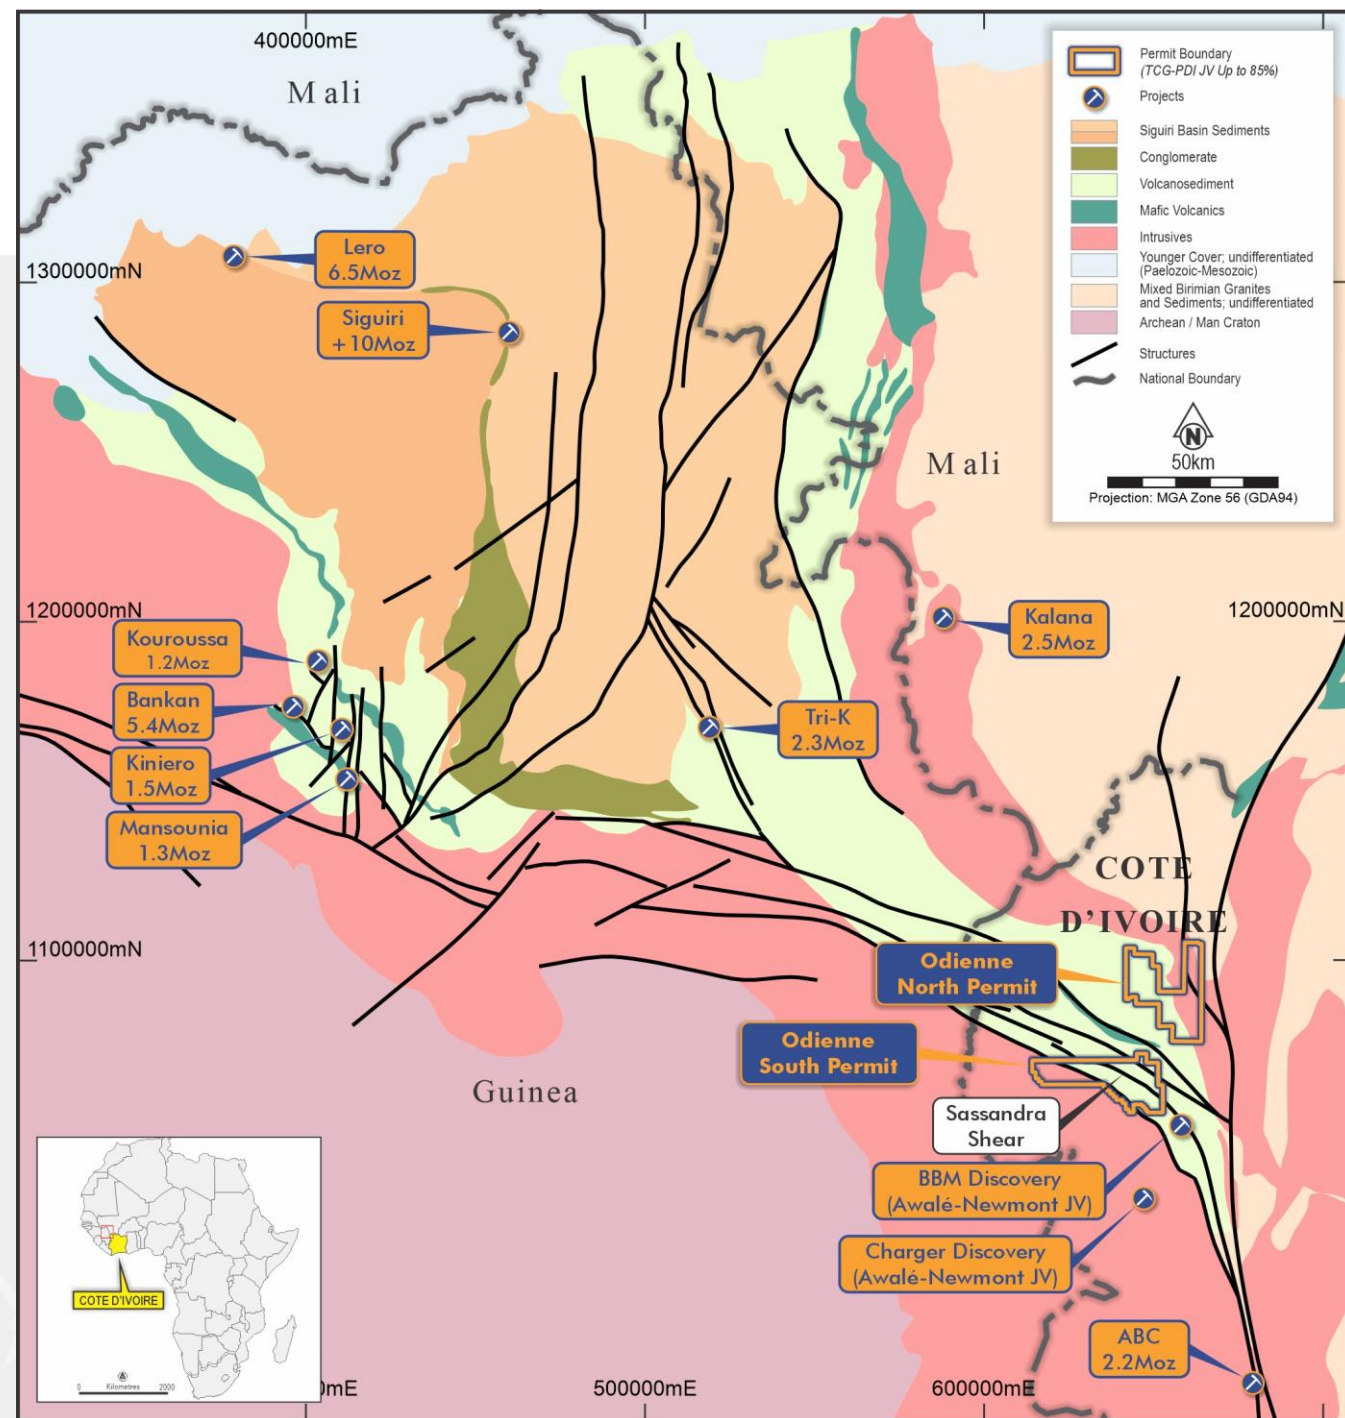 400000mE
Mali
Permit Boundary
(TCG-PDI JV Up to 85%)
Projects
Siguiri Basin Sediments
Conglomerate
Volcanosediment
Mafic Volcanics
Intrusives
Younger Cover; undifferentiated
(Paelozoic-Mesozoic)
Mixed Birimian Granites
and Sediments; undifferentiated
Archean / Man Craton
Structures
National Boundary
N
50km
Projection: MGA Zone 56 (GDA94)
Lero
6.5Moz
1300000mN
Siguiri
+10Moz
Mali
1200000mN
1200000mN
Kalana
2.5Moz
Kouroussa
1.2Moz
Bankan
5.4Moz
Tri-K
2.3Moz
Kiniero
1.5Moz
Mansounia
1.3Moz
COTE
D'IVOIRE
1100000mN
Odienne
North Permit
Odienne
South Permit
Guinea
Sassandra
Shear
BBM Discovery
(Awalé-Newmont JV)
Charger Discovery
(Awalé-Newmont JV)
ABC
2.2Moz
COTE D'IVOIRE
0 Kilometres 2000
mE
500000mE
600000mE